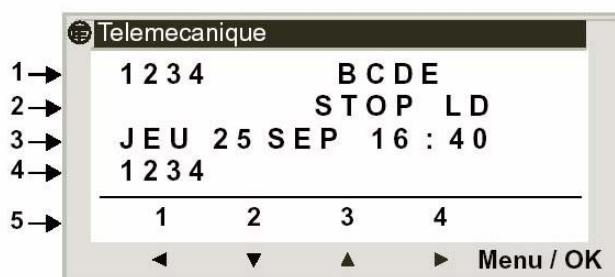 Telemecanique
1 1234 BCDE
2 STOP LD
3 JEU 25 SEP 16:40
4 1234
5 1 2 3 4
Menu / OK